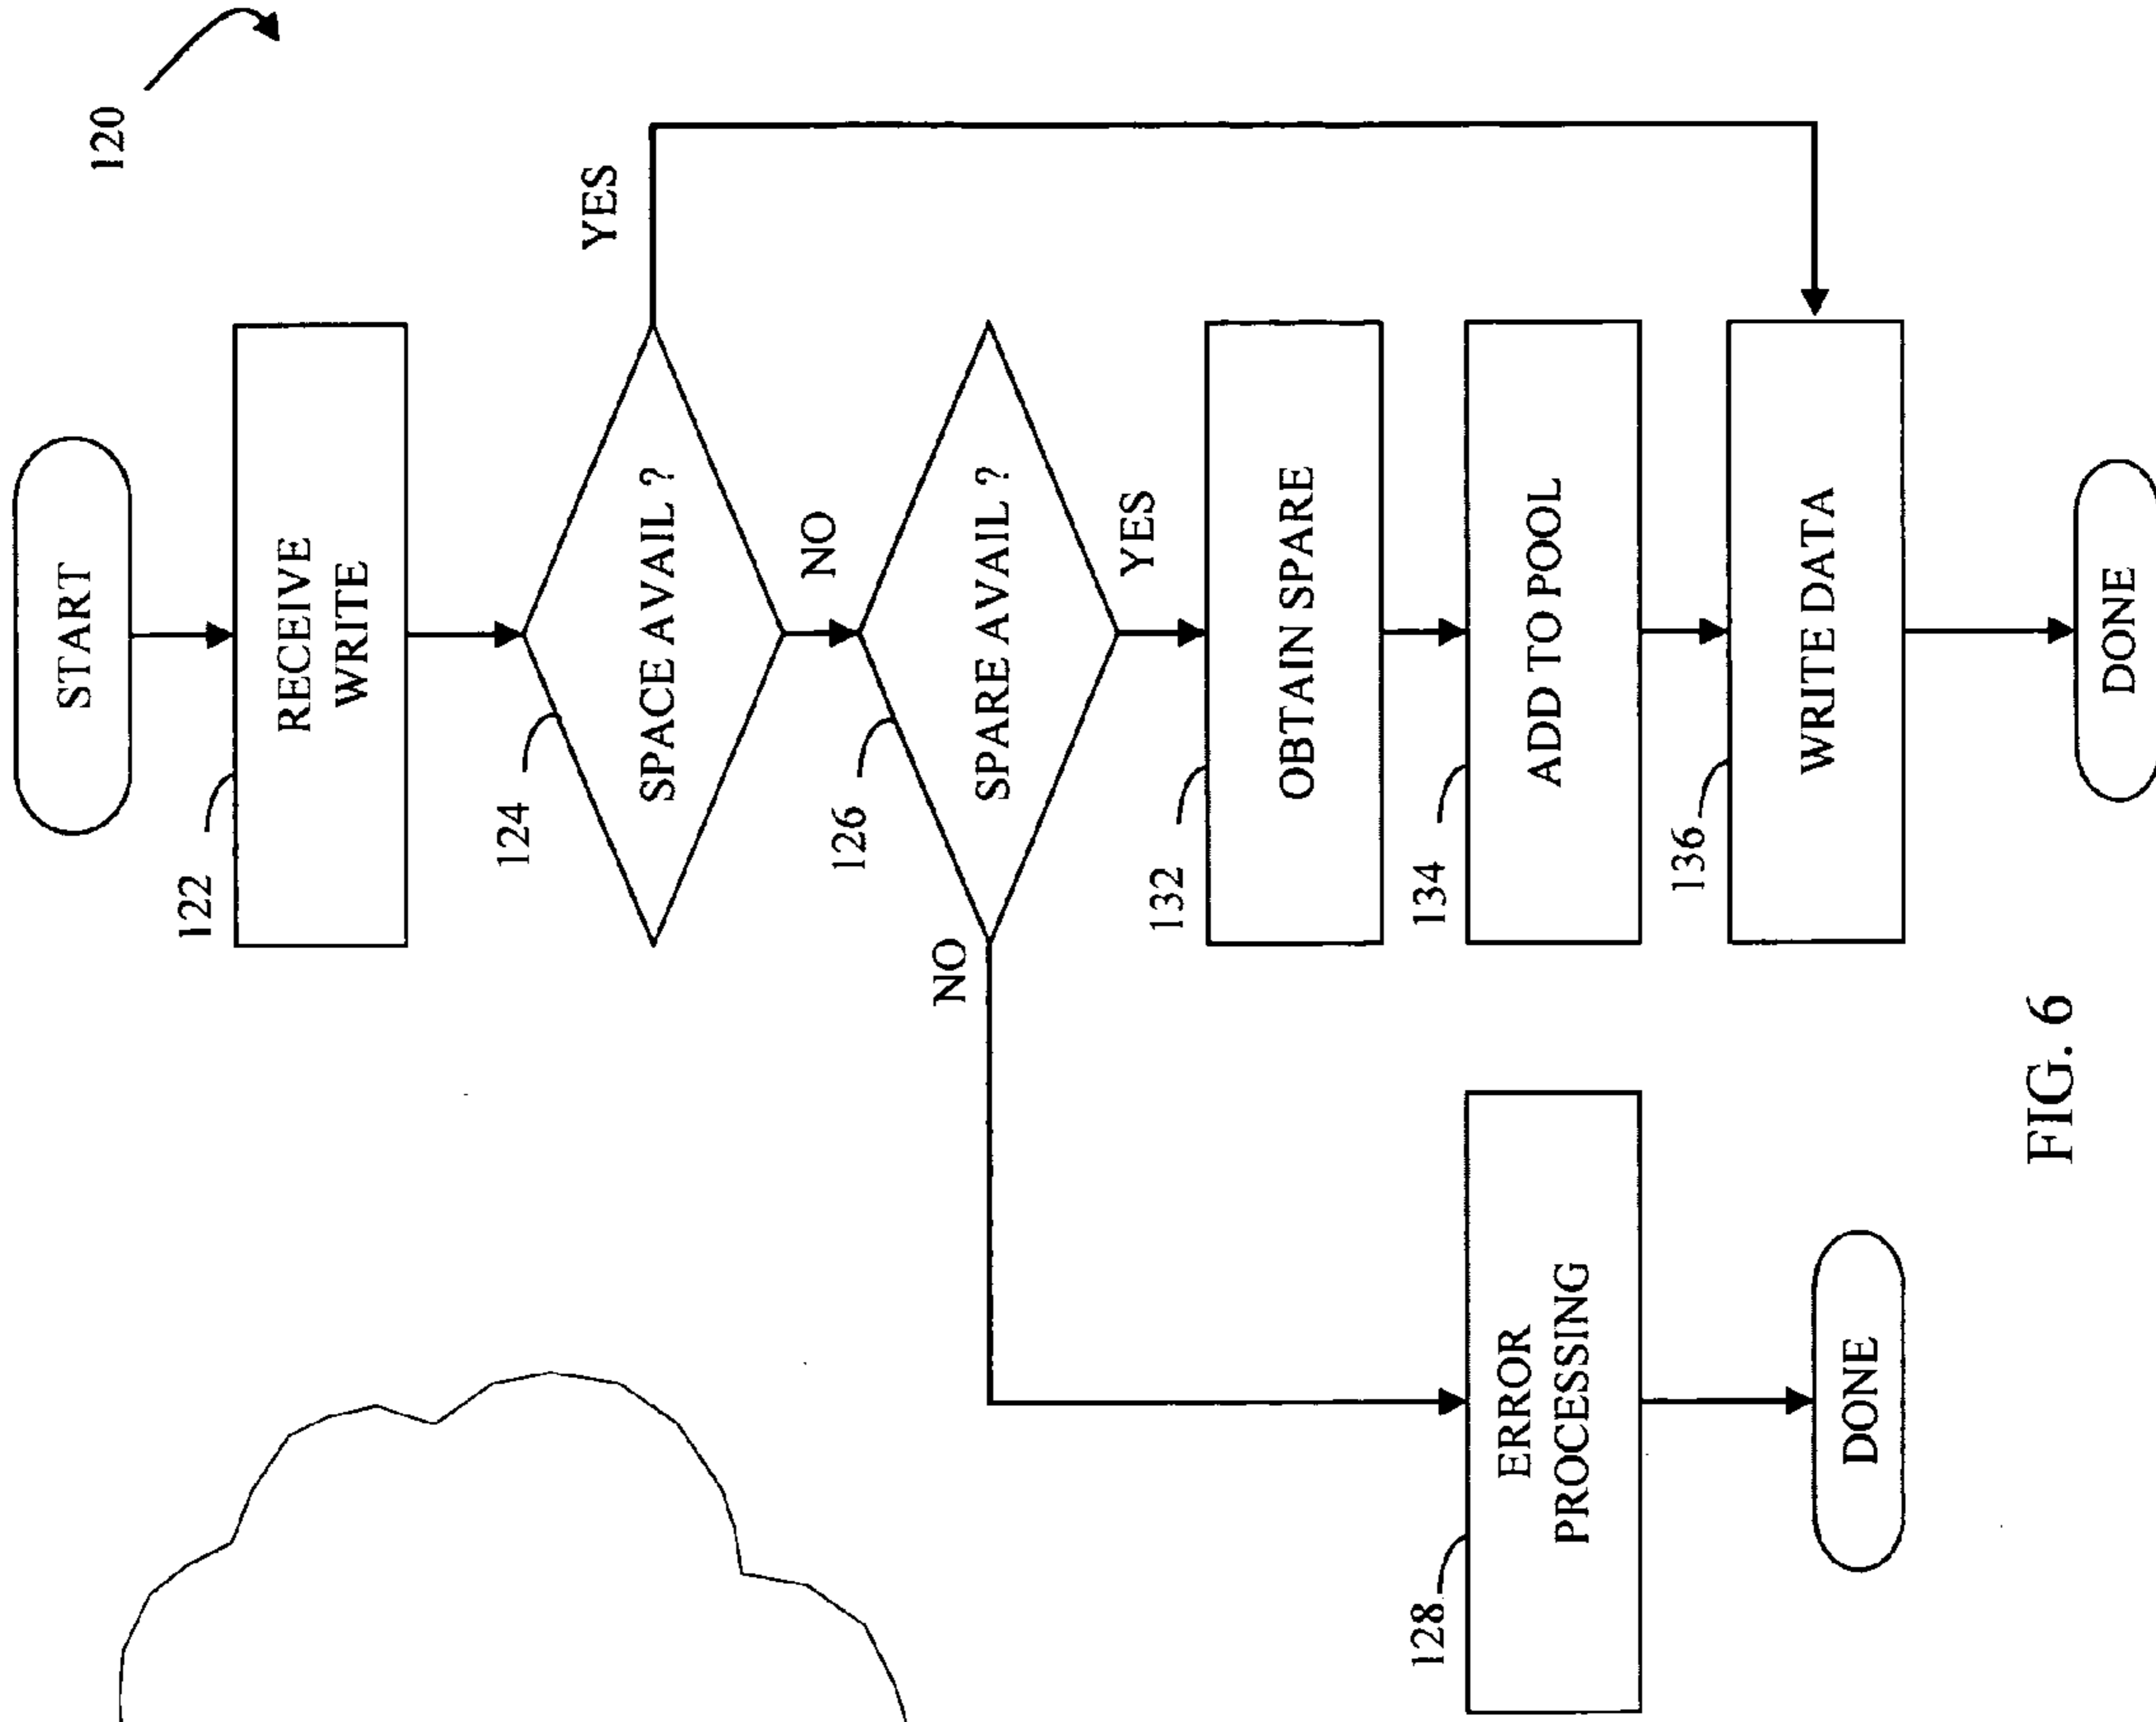 120
START
122
RECEIVE
WRITE
124
SPACE AVAIL ?
YES
NO
126
SPARE AVAIL ?
NO
YES
132
OBTAIN SPARE
134
ADD TO POOL
136
WRITE DATA
DONE
128
ERROR
PROCESSING
DONE
FIG. 6